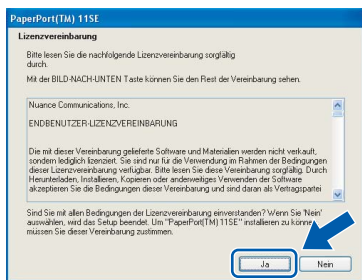 PaperPort(TM) 11SE
Lizenzvereinbarung
Bitte lesen Sie die nachfolgende Lizenzvereinbarung sorgfältig
durch.
Mit der BILD-NACH-UNTEN Taste können Sie den Rest der Vereinbarung sehen.
Nuance Communications, Inc.
ENDBENUTZER-LIZENZVEREINBARUNG
Die mit dieser Vereinbarung gelieferte Software und Materialien werden nicht verkauft,
sondern lediglich lizenziert. Sie sind nur für die Verwendung im Rahmen der Bedingungen
dieser Lizenzvereinbarung verfügbar. Bitte lesen Sie diese Vereinbarung sorgfältig. Durch
Herunterladen, Installieren, Kopieren oder anderweitiges Verwenden der Software
akzeptieren Sie die Bedingungen dieser Vereinbarung und sind daran als Vertragspartei
Sind Sie mit allen Bedingungen der Lizenzvereinbarung einverstanden? Wenn Sie 'Nein'
auswählen, wird das Setup beendet. Um "PaperPort(TM) 11SE" installieren zu können,
müssen Sie dieser Vereinbarung zustimmen.
Ja
Nein